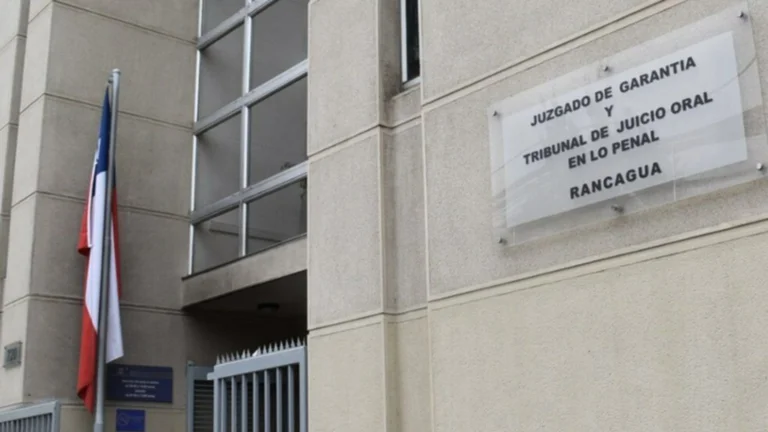 JUZGADO DE GARANTIA
Y
TRIBUNAL DE JUICIO ORAL
EN LO PENAL
RANCAGUA